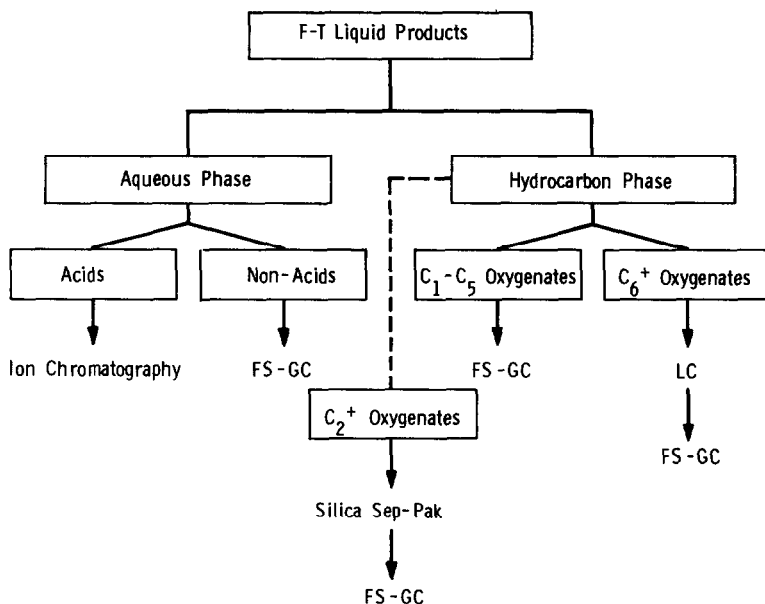 F-T Liquid Products
Aqueous Phase
Hydrocarbon Phase
Acids
Non-Acids
C₁-C₅ Oxygenates
C₆⁺ Oxygenates
Ion Chromatography
FS-GC
FS-GC
LC
C₂⁺ Oxygenates
FS-GC
Silica Sep-Pak
FS-GC